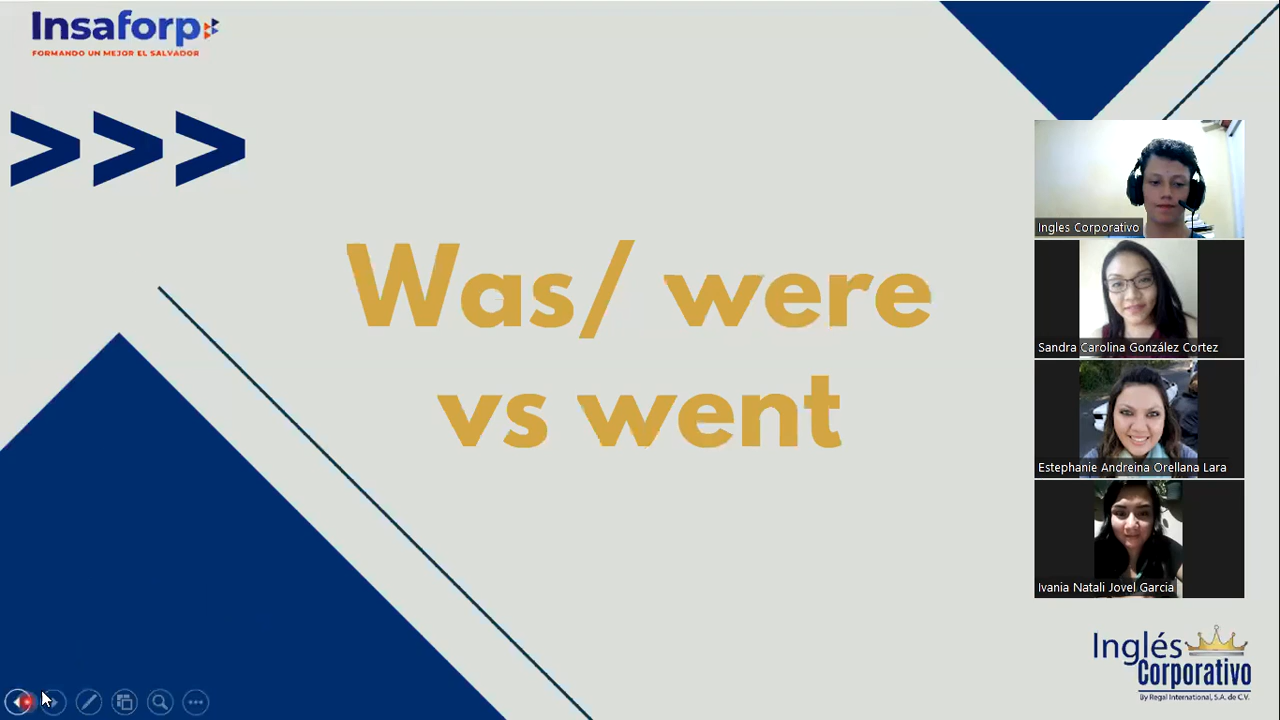 Insaforp
FORMANDO UN MEJOR EL SALVADOR
>>>
Was/ were
vs went
Ingles Corporativo
Sandra Carolina González Cortez
Estephanie Andreina Orellana Lara
Ivania Natali Jovel Garcia
Inglés
Corporativo
By Regal International, S.A. de C.V.